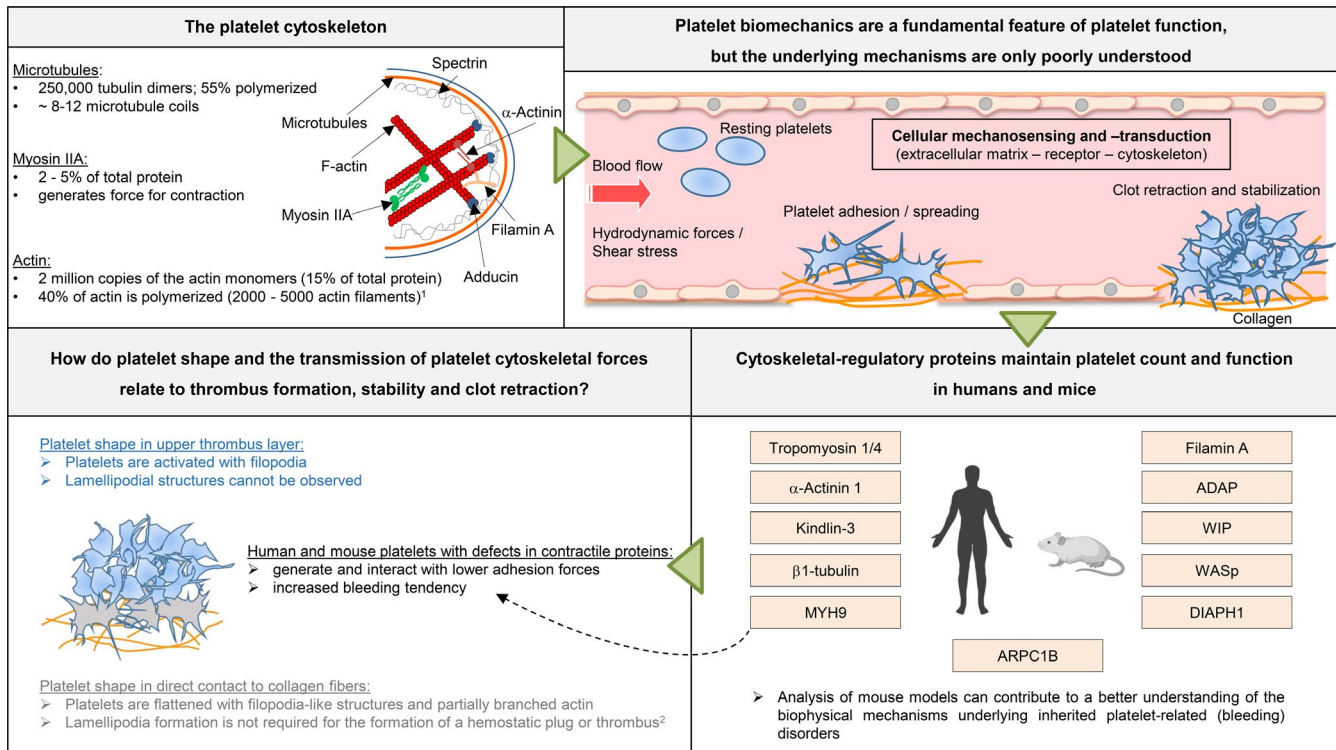 The platelet cytoskeleton
Microtubules:
• 250,000 tubulin dimers; 55% polymerized
• ~ 8-12 microtubule coils
Myosin IIA:
• 2 - 5% of total protein
• generates force for contraction
Actin:
• 2 million copies of the actin monomers (15% of total protein)
• 40% of actin is polymerized (2000 - 5000 actin filaments)¹
Spectrin
α-Actinin
Microtubules
F-actin
Myosin IIA
Filamin A
Adducin
Platelet biomechanics are a fundamental feature of platelet function,
but the underlying mechanisms are only poorly understood
Resting platelets
Cellular mechanosensing and –transduction
(extracellular matrix – receptor – cytoskeleton)
Blood flow
Clot retraction and stabilization
Platelet adhesion / spreading
Hydrodynamic forces /
Shear stress
Collagen
How do platelet shape and the transmission of platelet cytoskeletal forces
relate to thrombus formation, stability and clot retraction?
Platelet shape in upper thrombus layer:
➢ Platelets are activated with filopodia
➢ Lamellipodial structures cannot be observed
Human and mouse platelets with defects in contractile proteins:
➢ generate and interact with lower adhesion forces
➢ increased bleeding tendency
Platelet shape in direct contact to collagen fibers:
➢ Platelets are flattened with filopodia-like structures and partially branched actin
➢ Lamellipodia formation is not required for the formation of a hemostatic plug or thrombus²
Cytoskeletal-regulatory proteins maintain platelet count and function
in humans and mice
Tropomyosin 1/4
α-Actinin 1
Kindlin-3
β1-tubulin
MYH9
Filamin A
ADAP
WIP
WASp
DIAPH1
ARPC1B
➢ Analysis of mouse models can contribute to a better understanding of the
biophysical mechanisms underlying inherited platelet-related (bleeding)
disorders